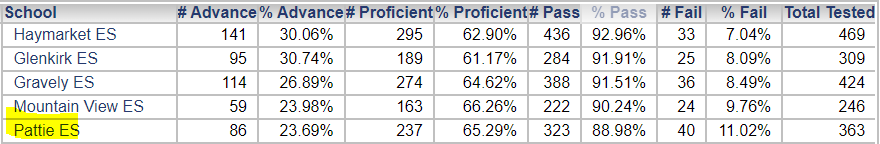 School # Advance % Advance # Proficient % Proficient # Pass % Pass # Fail % Fail Total Tested
Haymarket ES 141 30.06% 295 62.90% 436 92.96% 33 7.04% 469
Glenkirk ES 95 30.74% 189 61.17% 284 91.91% 25 8.09% 309
Gravely ES 114 26.89% 274 64.62% 388 91.51% 36 8.49% 424
Mountain View ES 59 23.98% 163 66.26% 222 90.24% 24 9.76% 246
Pattie ES 86 23.69% 237 65.29% 323 88.98% 40 11.02% 363